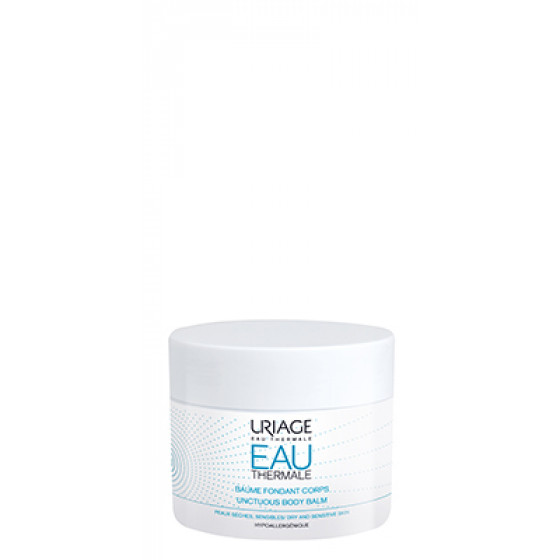 URIAGE
EAU THERMALE
EAU
THERMALE
BAUME FONDANT CORPS
UNCTUOUS BODY BALM
PEAUX SÈCHES, SENSIBLES/ DRY AND SENSITIVE SKIN
HYPOALLERGÉNIQUE